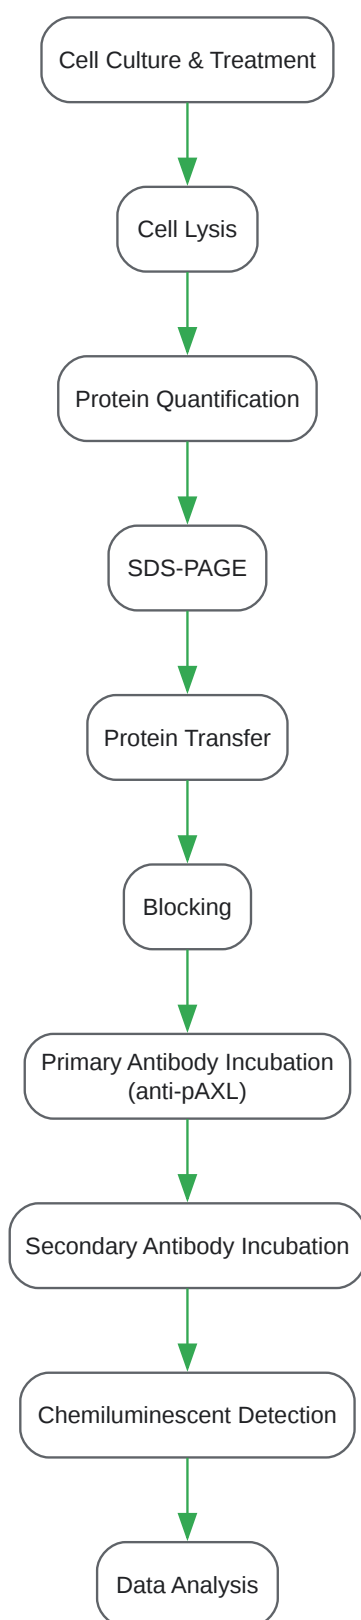 Cell Culture & Treatment
Cell Lysis
Protein Quantification
SDS-PAGE
Protein Transfer
Blocking
Primary Antibody Incubation
(anti-pAXL)
Secondary Antibody Incubation
Chemiluminescent Detection
Data Analysis